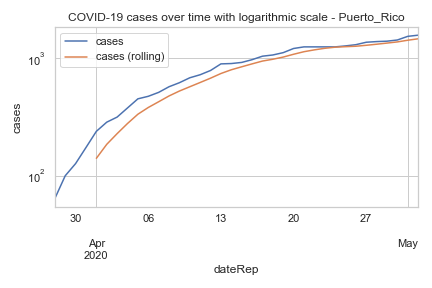 COVID-19 cases over time with logarithmic scale - Puerto_Rico
cases
cases (rolling)
10³
cases
10²
30 06 13 20 27
Apr May
2020
dateRep